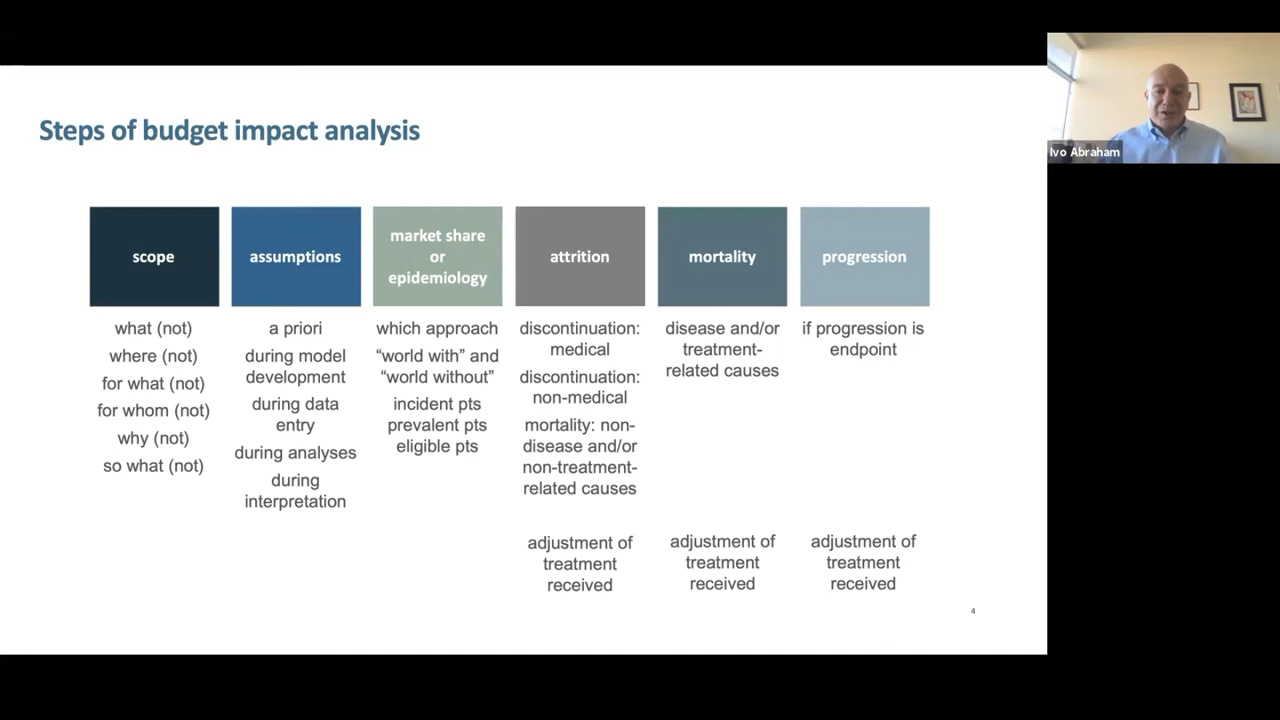 Steps of budget impact analysis
Ivo Abraham
scope
assumptions
market share
or
epidemiology
attrition
mortality
progression
what (not)
where (not)
for what (not)
for whom (not)
why (not)
so what (not)
a priori
during model
development
during data
entry
during analyses
during
interpretation
which approach
“world with” and
“world without”
incident pts
prevalent pts
eligible pts
discontinuation:
medical
discontinuation:
non-medical
mortality: non-
disease and/or
non-treatment-
related causes
adjustment of
treatment
received
disease and/or
treatment-
related causes
adjustment of
treatment
received
if progression is
endpoint
adjustment of
treatment
received
4